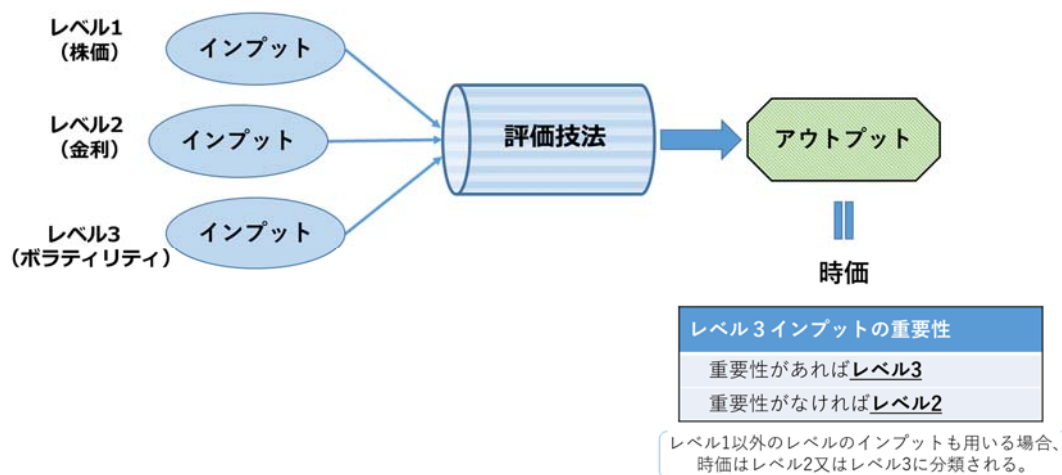 レベル1
（株価）
インプット
レベル2
（金利）
インプット
レベル3
（ボラティリティ）
インプット
評価技法
アウトプット
時価
レベル３インプットの重要性
重要性があればレベル3
重要性がなければレベル2
レベル1以外のレベルのインプットも用いる場合、
時価はレベル2又はレベル3に分類される。